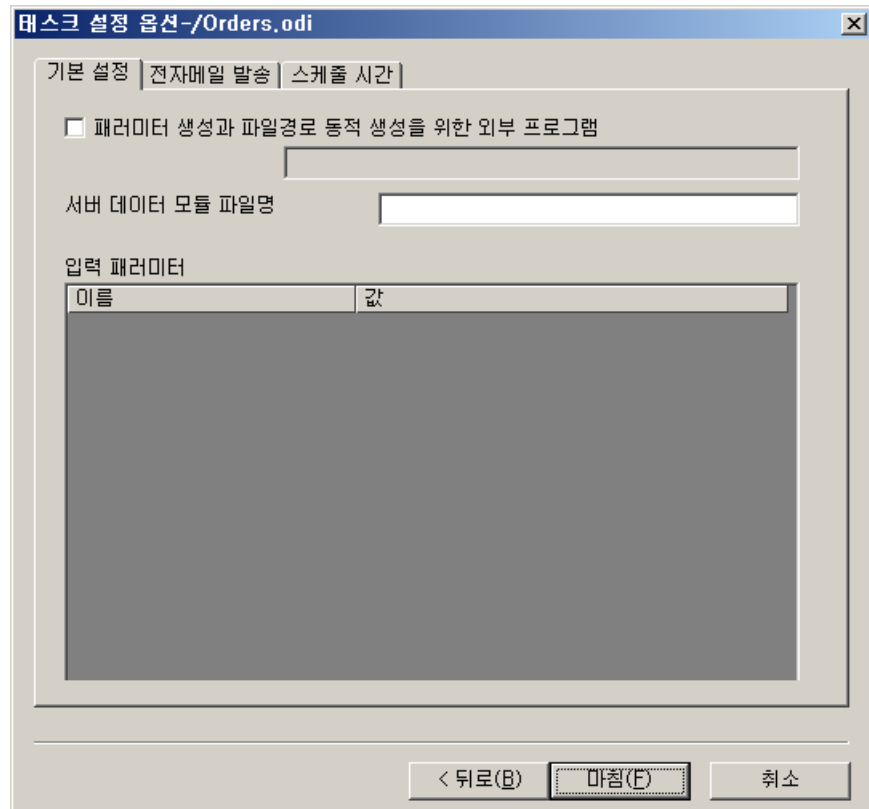 태스크 설정 옵션-/Orders.odi
기본 설정 전자메일 발송 스케줄 시간
패러미터 생성과 파일경로 동적 생성을 위한 외부 프로그램
서버 데이터 모듈 파일명
입력 패러미터
이름 값
< 뒤로(B) 마침(F) 취소